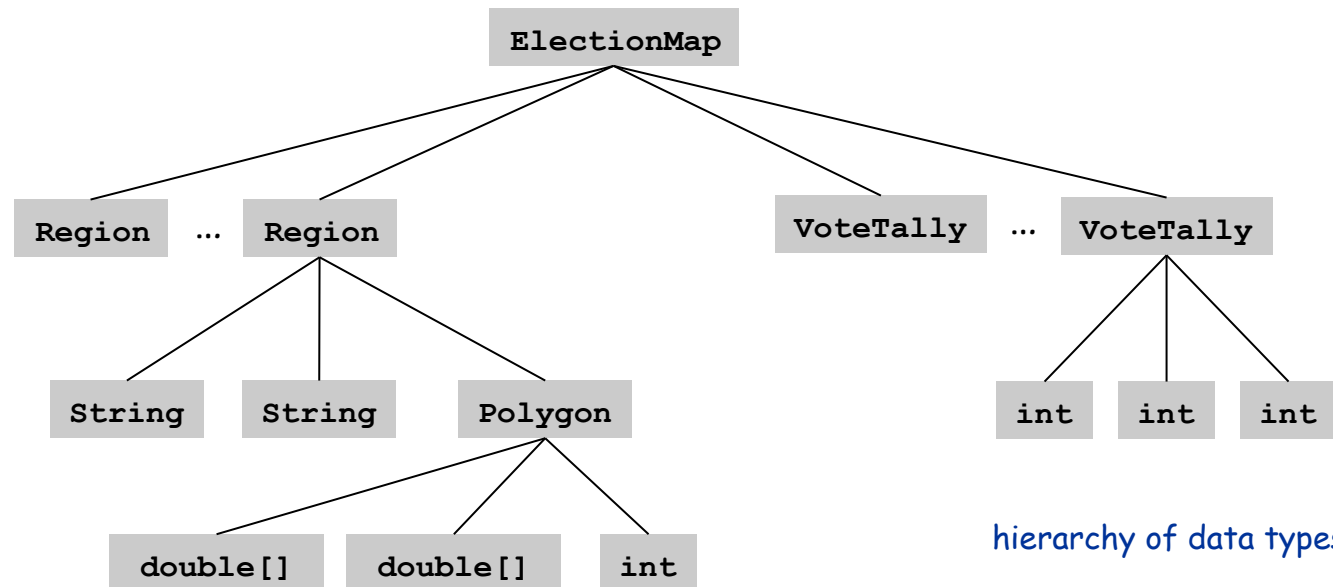 ElectionMap
Region ... Region VoteTally ... VoteTally
String String Polygon int int int
double[] double[] int
hierarchy of data types